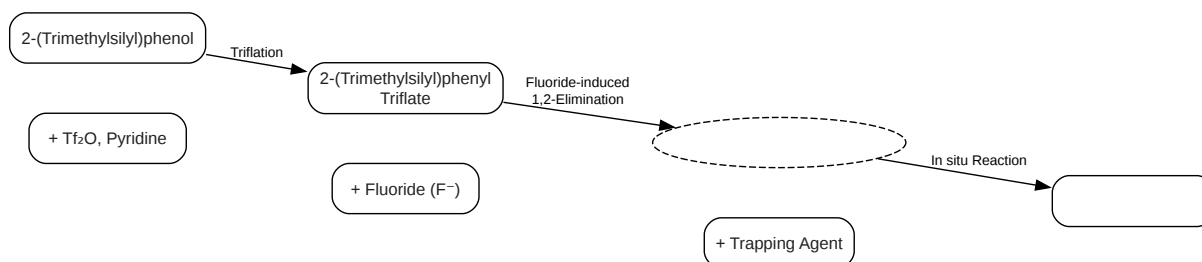 2-(Trimethylsilyl)phenol
Triflation
2-(Trimethylsilyl)phenyl
Triflate
Fluoride-induced
1,2-Elimination
+ Tf₂O, Pyridine
In situ Reaction
+ Fluoride (F⁻)
+ Trapping Agent